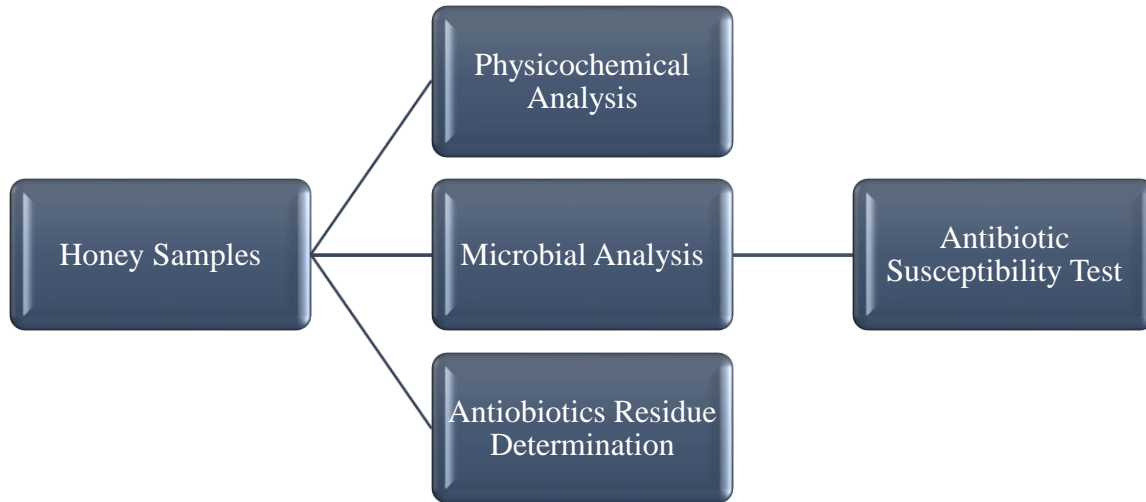 Physicochemical
Analysis
Honey Samples
Microbial Analysis
Antibiotic
Susceptibility Test
Antiobiotics Residue
Determination